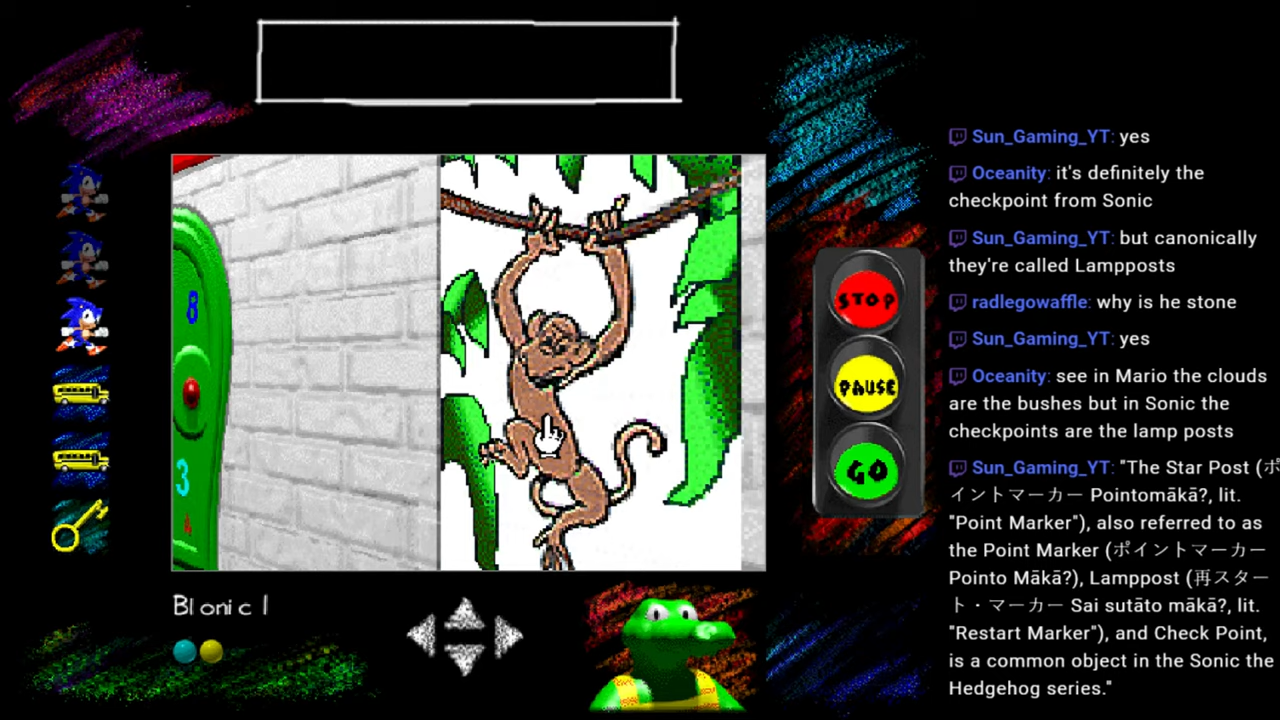 8
3
A
STOP
PAUSE
GO
Blonic 1
Sun_Gaming_YT: yes
Oceanity: it's definitely the
checkpoint from Sonic
Sun_Gaming_YT: but canonically
they're called Lampposts
radlegowaffle: why is he stone
Sun_Gaming_YT: yes
Oceanity: see in Mario the clouds
are the bushes but in Sonic the
checkpoints are the lamp posts
Sun_Gaming_YT: "The Star Post (ポ
イントマーカー Pointomākā?, lit.
"Point Marker"), also referred to as
the Point Marker (ポイントマーカー
Pointo Mākā?), Lamppost (再スター
ト・マーカー Sai sutāto mākā?, lit.
"Restart Marker"), and Check Point,
is a common object in the Sonic the
Hedgehog series."